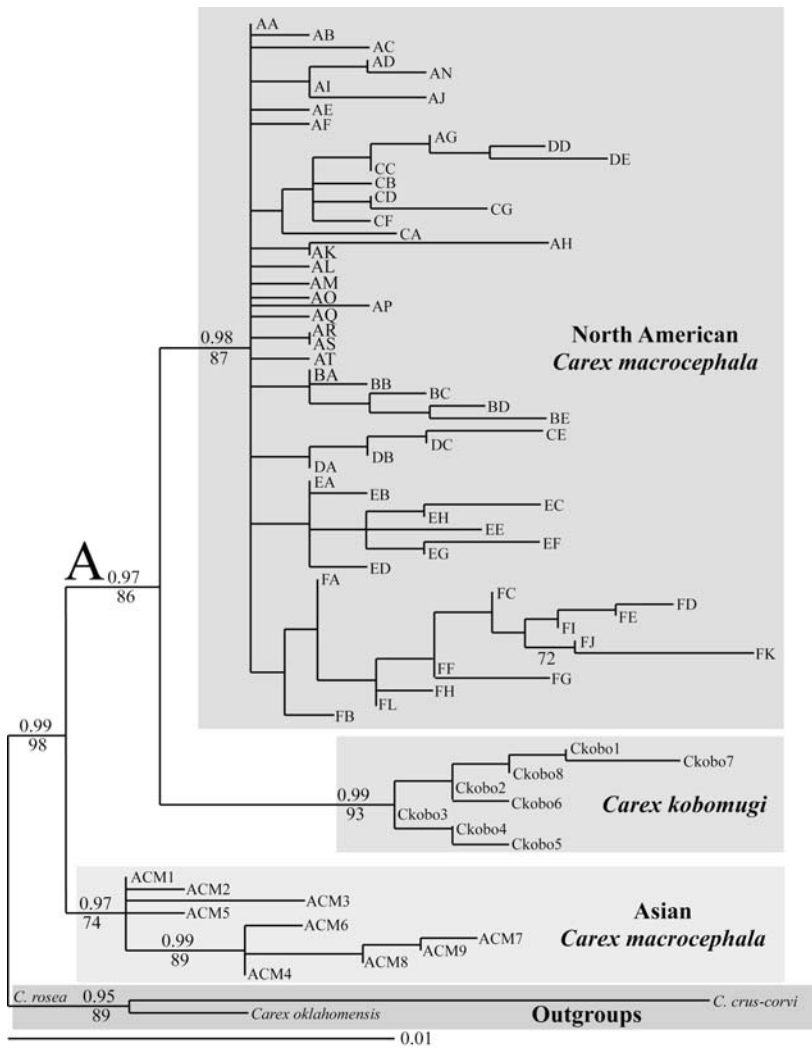 AA
AB
AC
AD
AN
AI
AJ
AE
AF
AG
DD
DE
CC
CB
CD
CG
CF
CA
AH
AK
AL
AM
AO
AP
AQ
AR
AS
AT
North American
Carex macrocephala
0.98
87
BA
BB
BC
BD
BE
CE
DC
DB
DA
EA
EB
EC
EH
EE
EF
EG
ED
A
0.97
86
FA
FC
FD
FE
FI
FJ
72
FK
FF
FG
FH
FL
FB
0.99
98
Ckobo1
Ckobo7
Ckobo8
Ckobo2
Ckobo6
0.99
93
Ckobo3
Ckobo4
Ckobo5
Carex kobomugi
ACM1
ACM2
ACM3
0.97
74
ACM5
ACM6
ACM7
0.99
89
ACM9
ACM8
ACM4
Asian
Carex macrocephala
C. rosea
0.95
89
C. crus-corvi
Carex oklahomensis
Outgroups
0.01